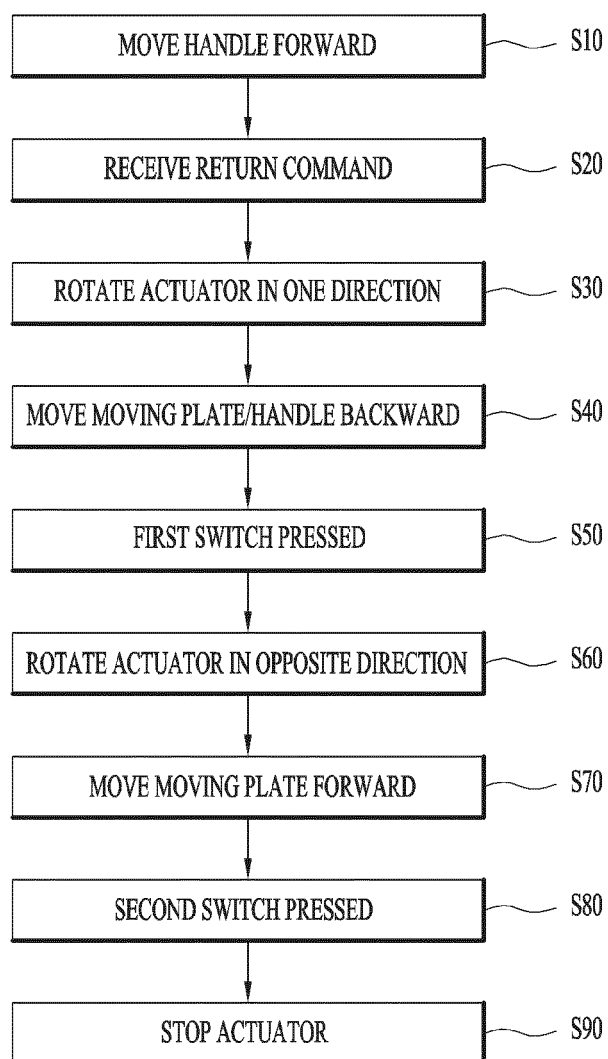 MOVE HANDLE FORWARD S10
RECEIVE RETURN COMMAND S20
ROTATE ACTUATOR IN ONE DIRECTION S30
MOVE MOVING PLATE/HANDLE BACKWARD S40
FIRST SWITCH PRESSED S50
ROTATE ACTUATOR IN OPPOSITE DIRECTION S60
MOVE MOVING PLATE FORWARD S70
SECOND SWITCH PRESSED S80
STOP ACTUATOR S90